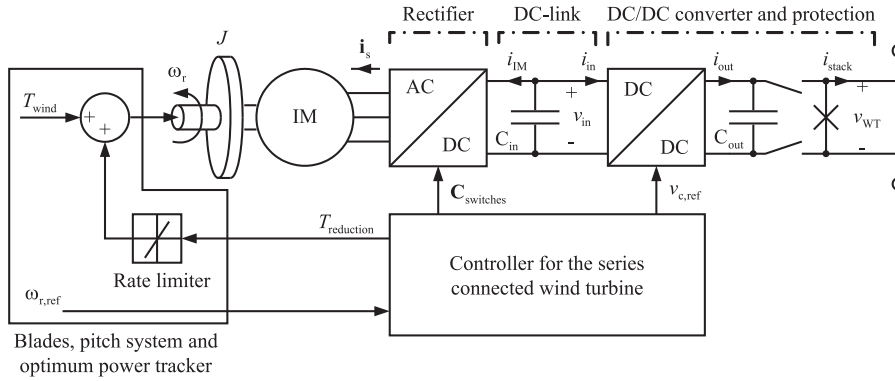 Rectifier
DC-link
DC/DC converter and protection
J
i_s
i_IM
i_in
i_out
i_stack
ω_r
T_wind
+
+
IM
AC
DC
C_in
+
v_in
-
DC
DC
C_out
+
v_WT
-
C_switches
v_c,ref
T_reduction
Rate limiter
Controller for the series
connected wind turbine
ω_r,ref
Blades, pitch system and
optimum power tracker